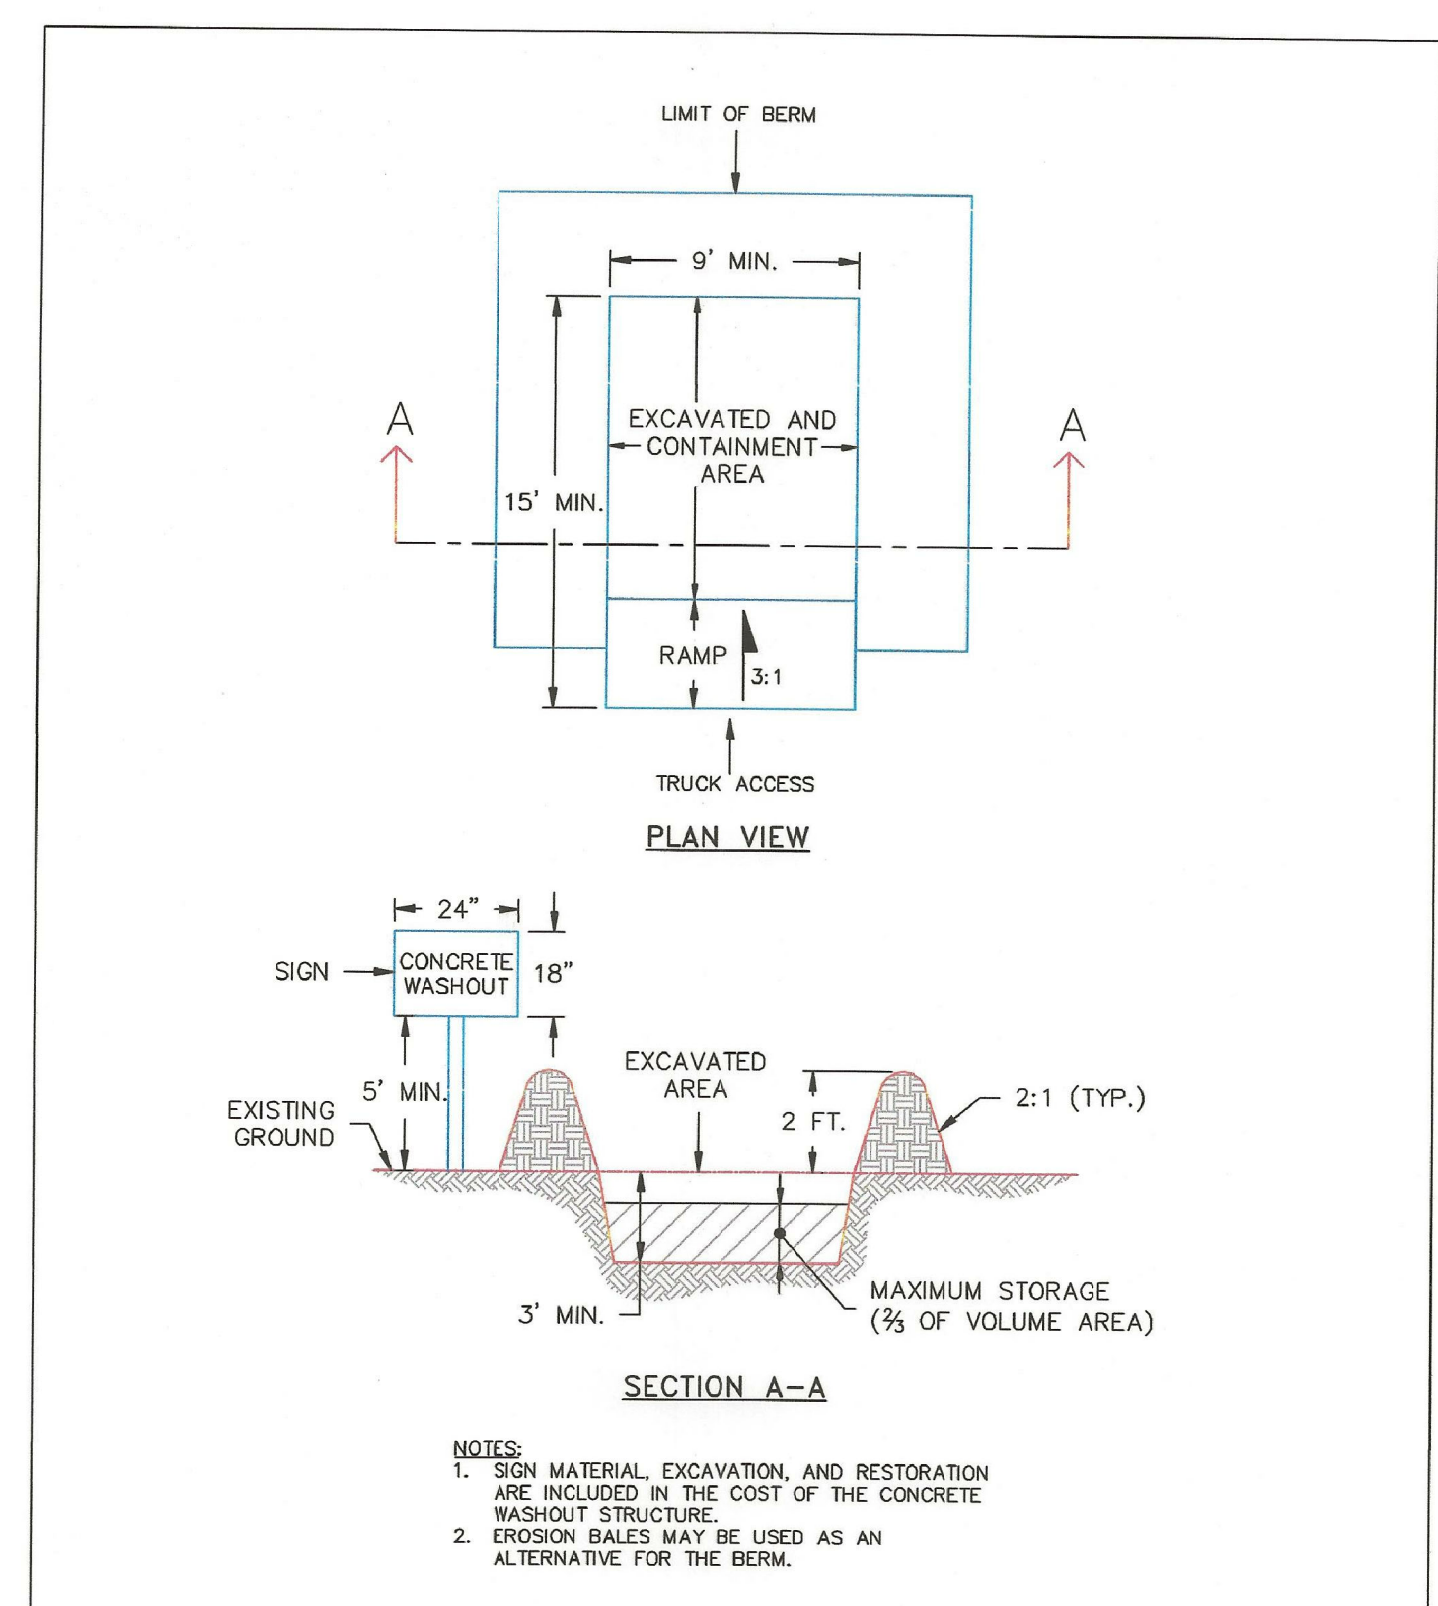 LIMIT OF BERM
9' MIN.
A
A
EXCAVATED AND
CONTAINMENT
AREA
15' MIN.
RAMP
3:1
TRUCK ACCESS
PLAN VIEW
24"
SIGN
CONCRETE
WASHOUT
18"
5' MIN.
EXCAVATED
AREA
EXISTING
GROUND
2 FT.
2:1 (TYP.)
3' MIN.
MAXIMUM STORAGE
(⅔ OF VOLUME AREA)
SECTION A-A
NOTES:
1. SIGN MATERIAL, EXCAVATION, AND RESTORATION
ARE INCLUDED IN THE COST OF THE CONCRETE
WASHOUT STRUCTURE.
2. EROSION BALES MAY BE USED AS AN
ALTERNATIVE FOR THE BERM.